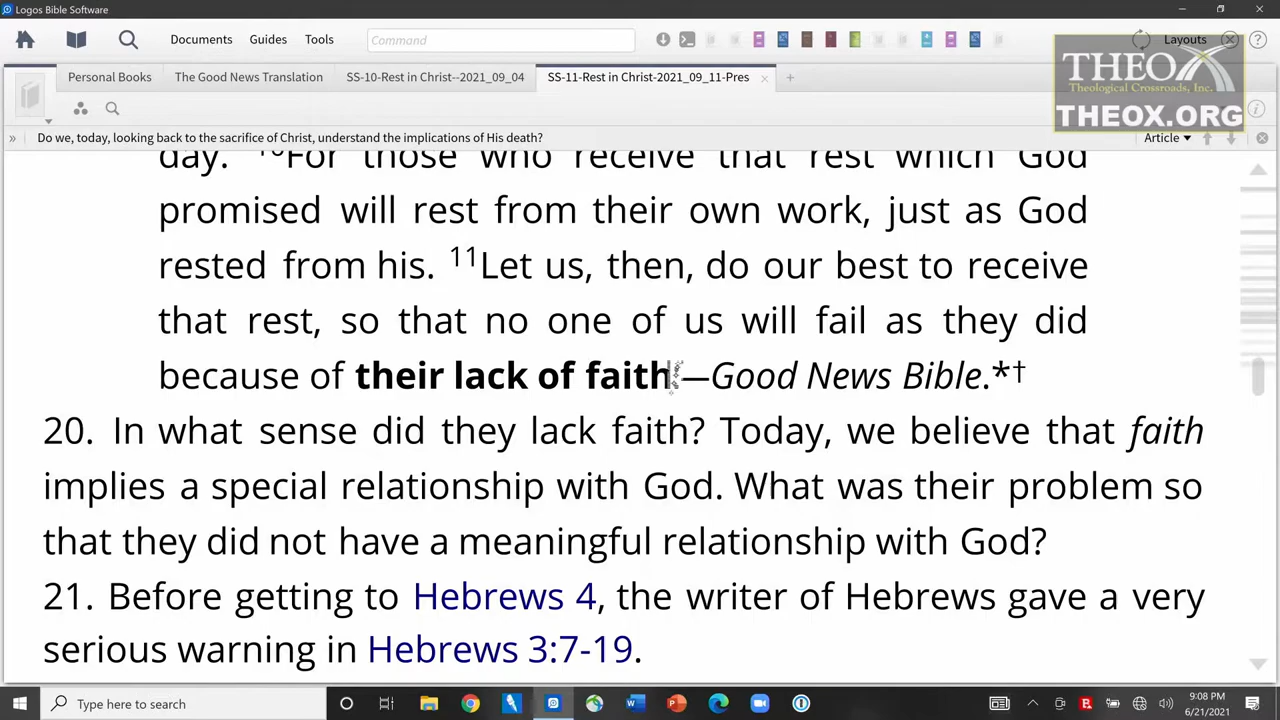 Logos Bible Software
Documents Guides Tools Command Layouts
Personal Books The Good News Translation SS-10-Rest in Christ--2021_09_04 SS-11-Rest in Christ-2021_09_11-Pres
THEOX
Theological Crossroads, Inc.
THEOX.ORG
» Do we, today, looking back to the sacrifice of Christ, understand the implications of His death? Article
day. ¹⁰For those who receive that rest which God
promised will rest from their own work, just as God
rested from his. ¹¹Let us, then, do our best to receive
that rest, so that no one of us will fail as they did
because of their lack of faith.—Good News Bible.*†
20. In what sense did they lack faith? Today, we believe that faith
implies a special relationship with God. What was their problem so
that they did not have a meaningful relationship with God?
21. Before getting to Hebrews 4, the writer of Hebrews gave a very
serious warning in Hebrews 3:7-19.
Type here to search
9:08 PM
6/21/2021